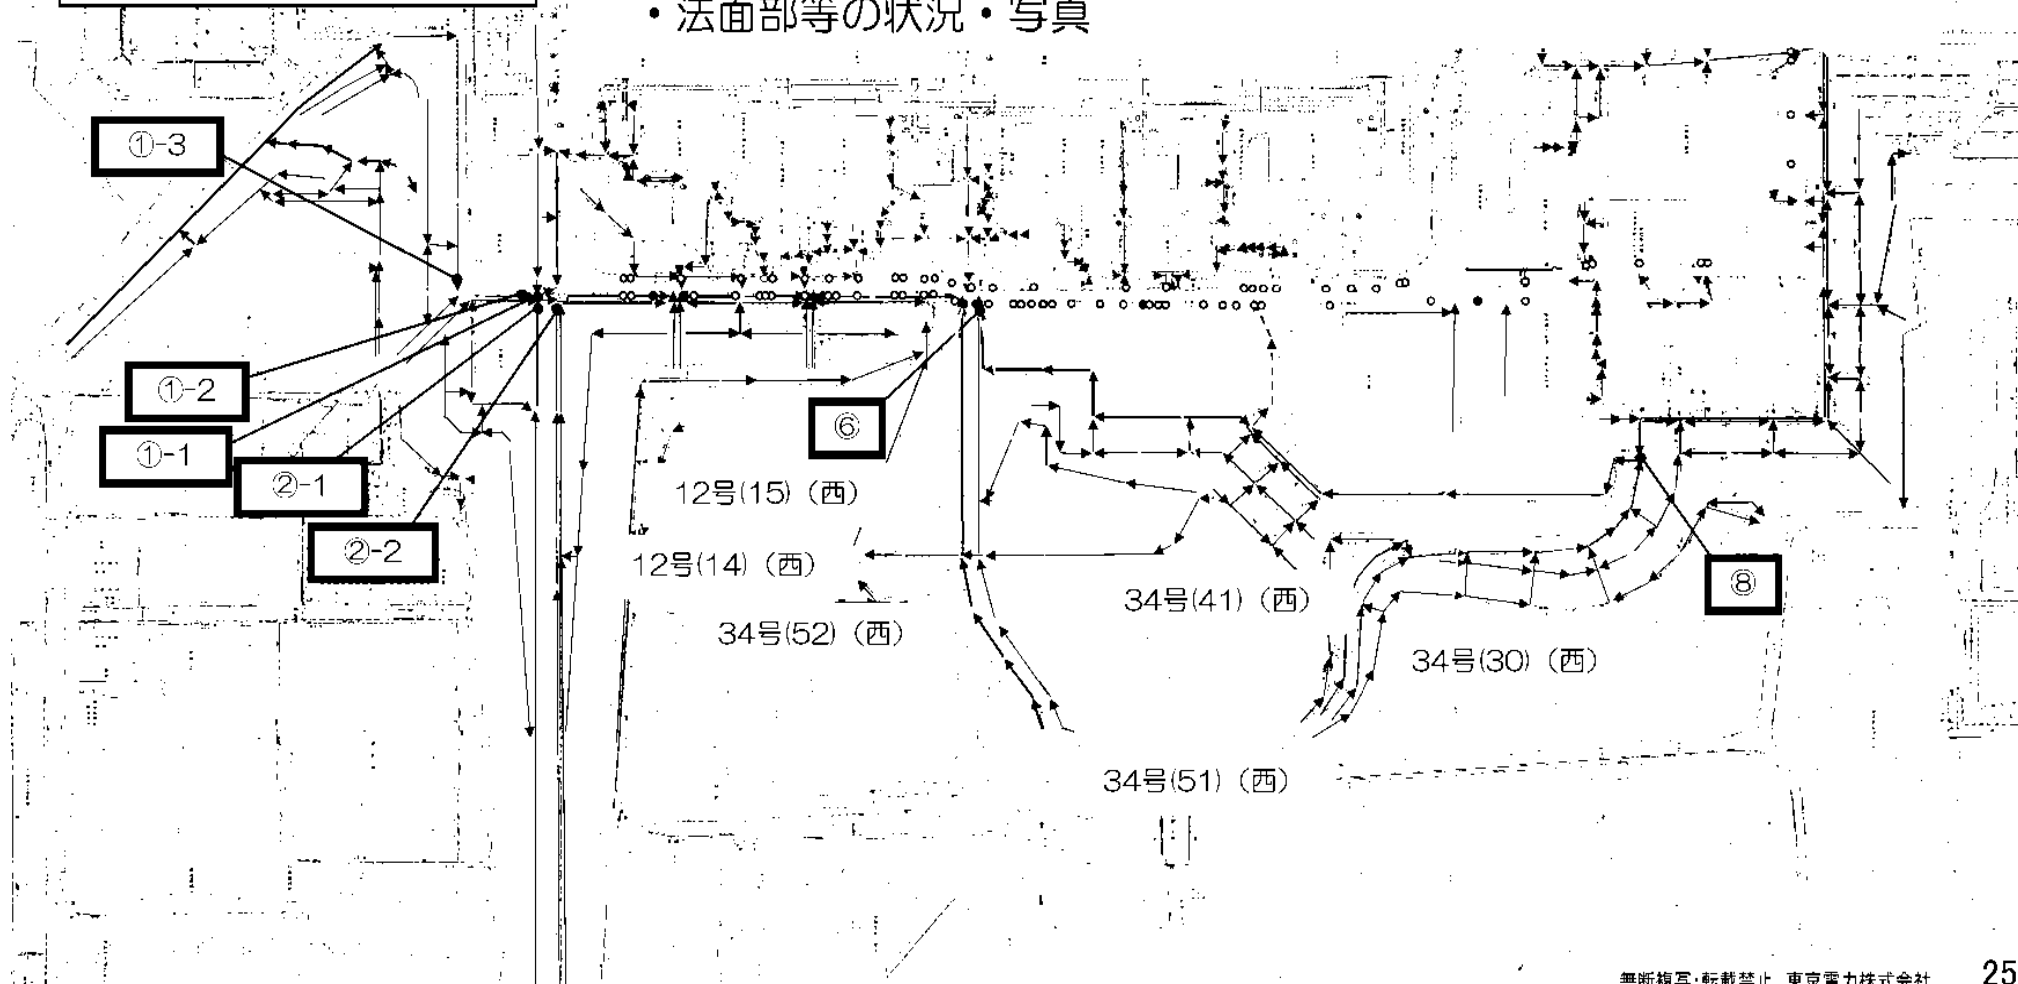 ・法面部等の状況・写真
①-3
①-2
①-1
②-1
②-2
⑥
12号(15)（西）
12号(14)（西）
34号(52)（西）
34号(41)（西）
⑧
34号(30)（西）
34号(51)（西）
無断複写・転載禁止 東京電力株式会社
25